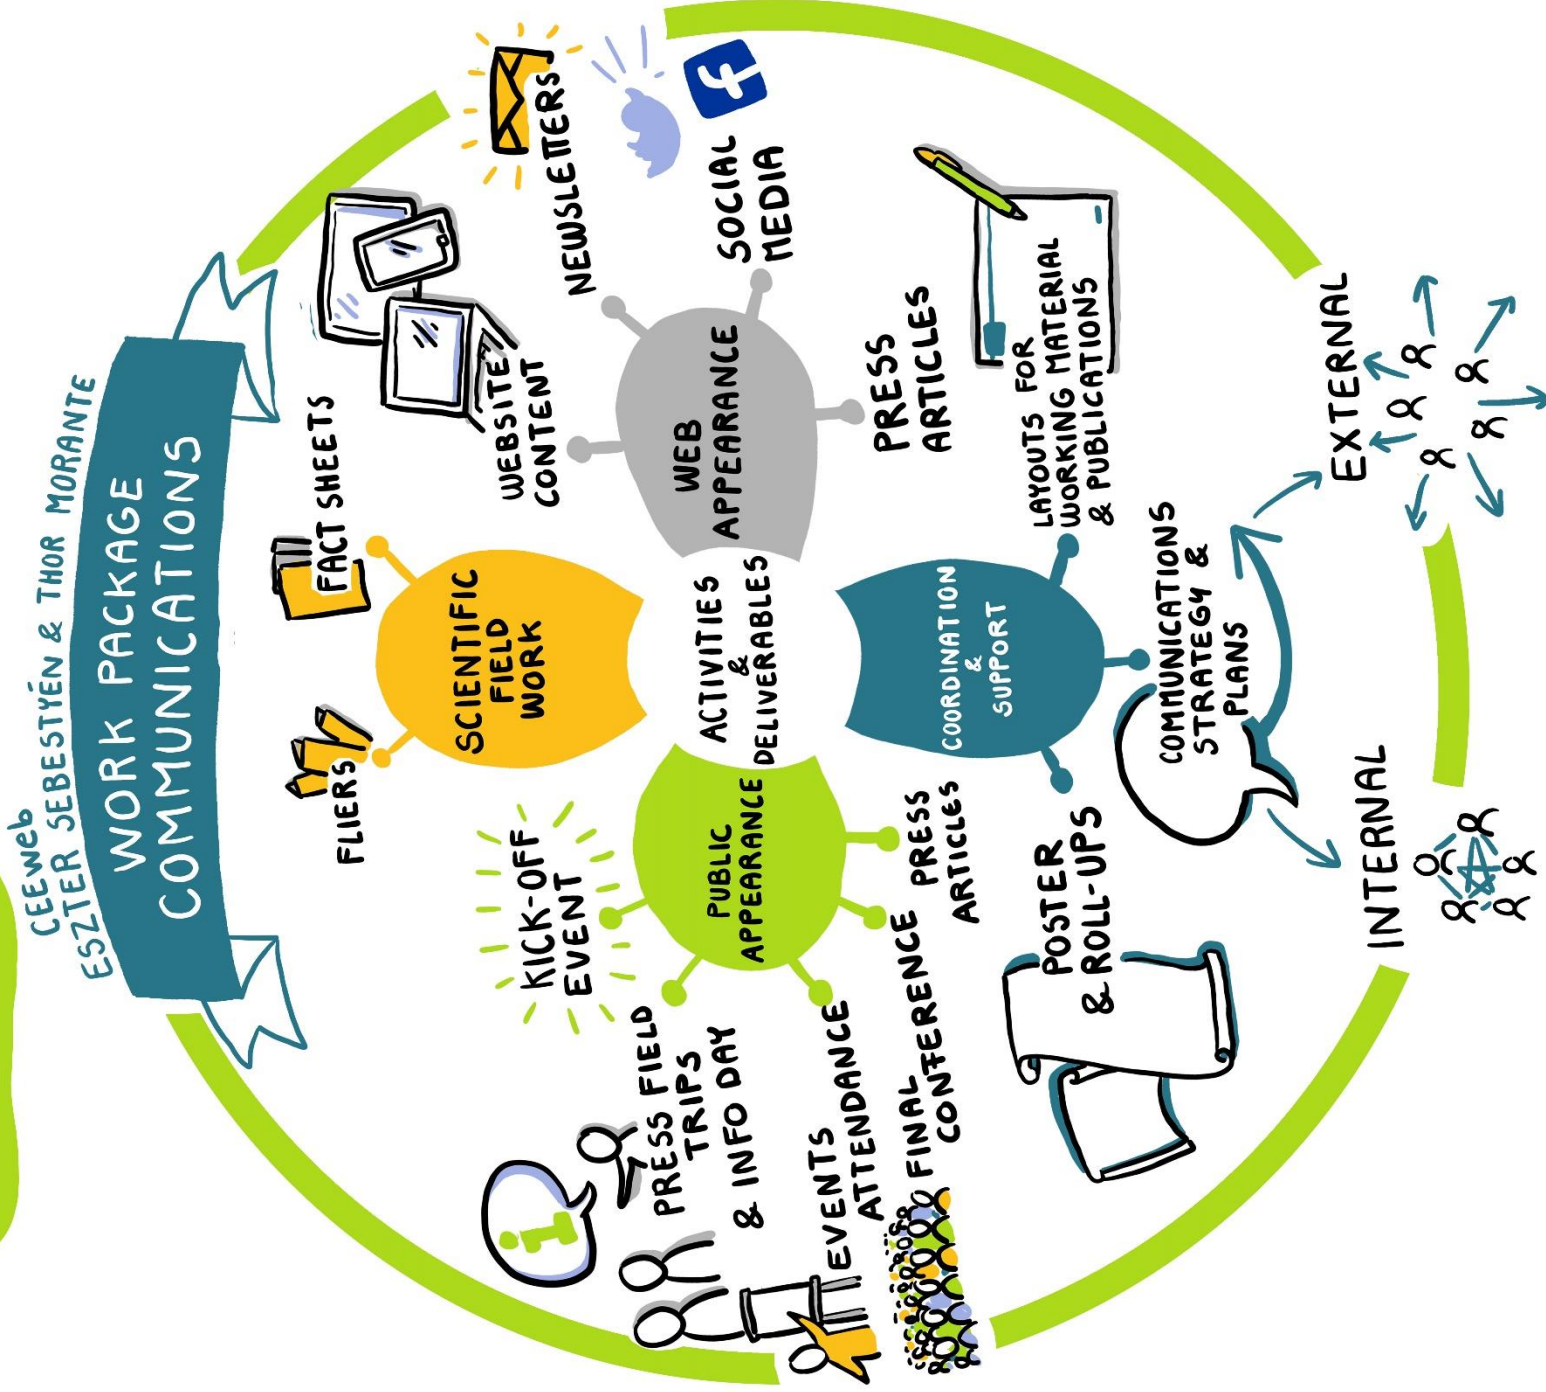 CEEweb
ESZTER SEBESTYÉN & THOR MORANTE
WORK PACKAGE
COMMUNICATIONS
FLIERS
FACT SHEETS
SCIENTIFIC
FIELD
WORK
WEBSITE
CONTENT
NEWSLETTERS
f
SOCIAL
MEDIA
WEB
APPEARANCE
PRESS
ARTICLES
ACTIVITIES
&
DELIVERABLES
KICK-OFF
EVENT
PUBLIC
APPEARANCE
i
PRESS FIELD
TRIPS
& INFO DAY
EVENTS
ATTENDANCE
FINAL
CONFERENCE
PRESS
ARTICLES
COORDINATION
&
SUPPORT
LAYOUTS FOR
WORKING MATERIAL
& PUBLICATIONS
POSTER
& ROLL-UPS
COMMUNICATIONS
STRATEGY &
PLANS
INTERNAL
EXTERNAL